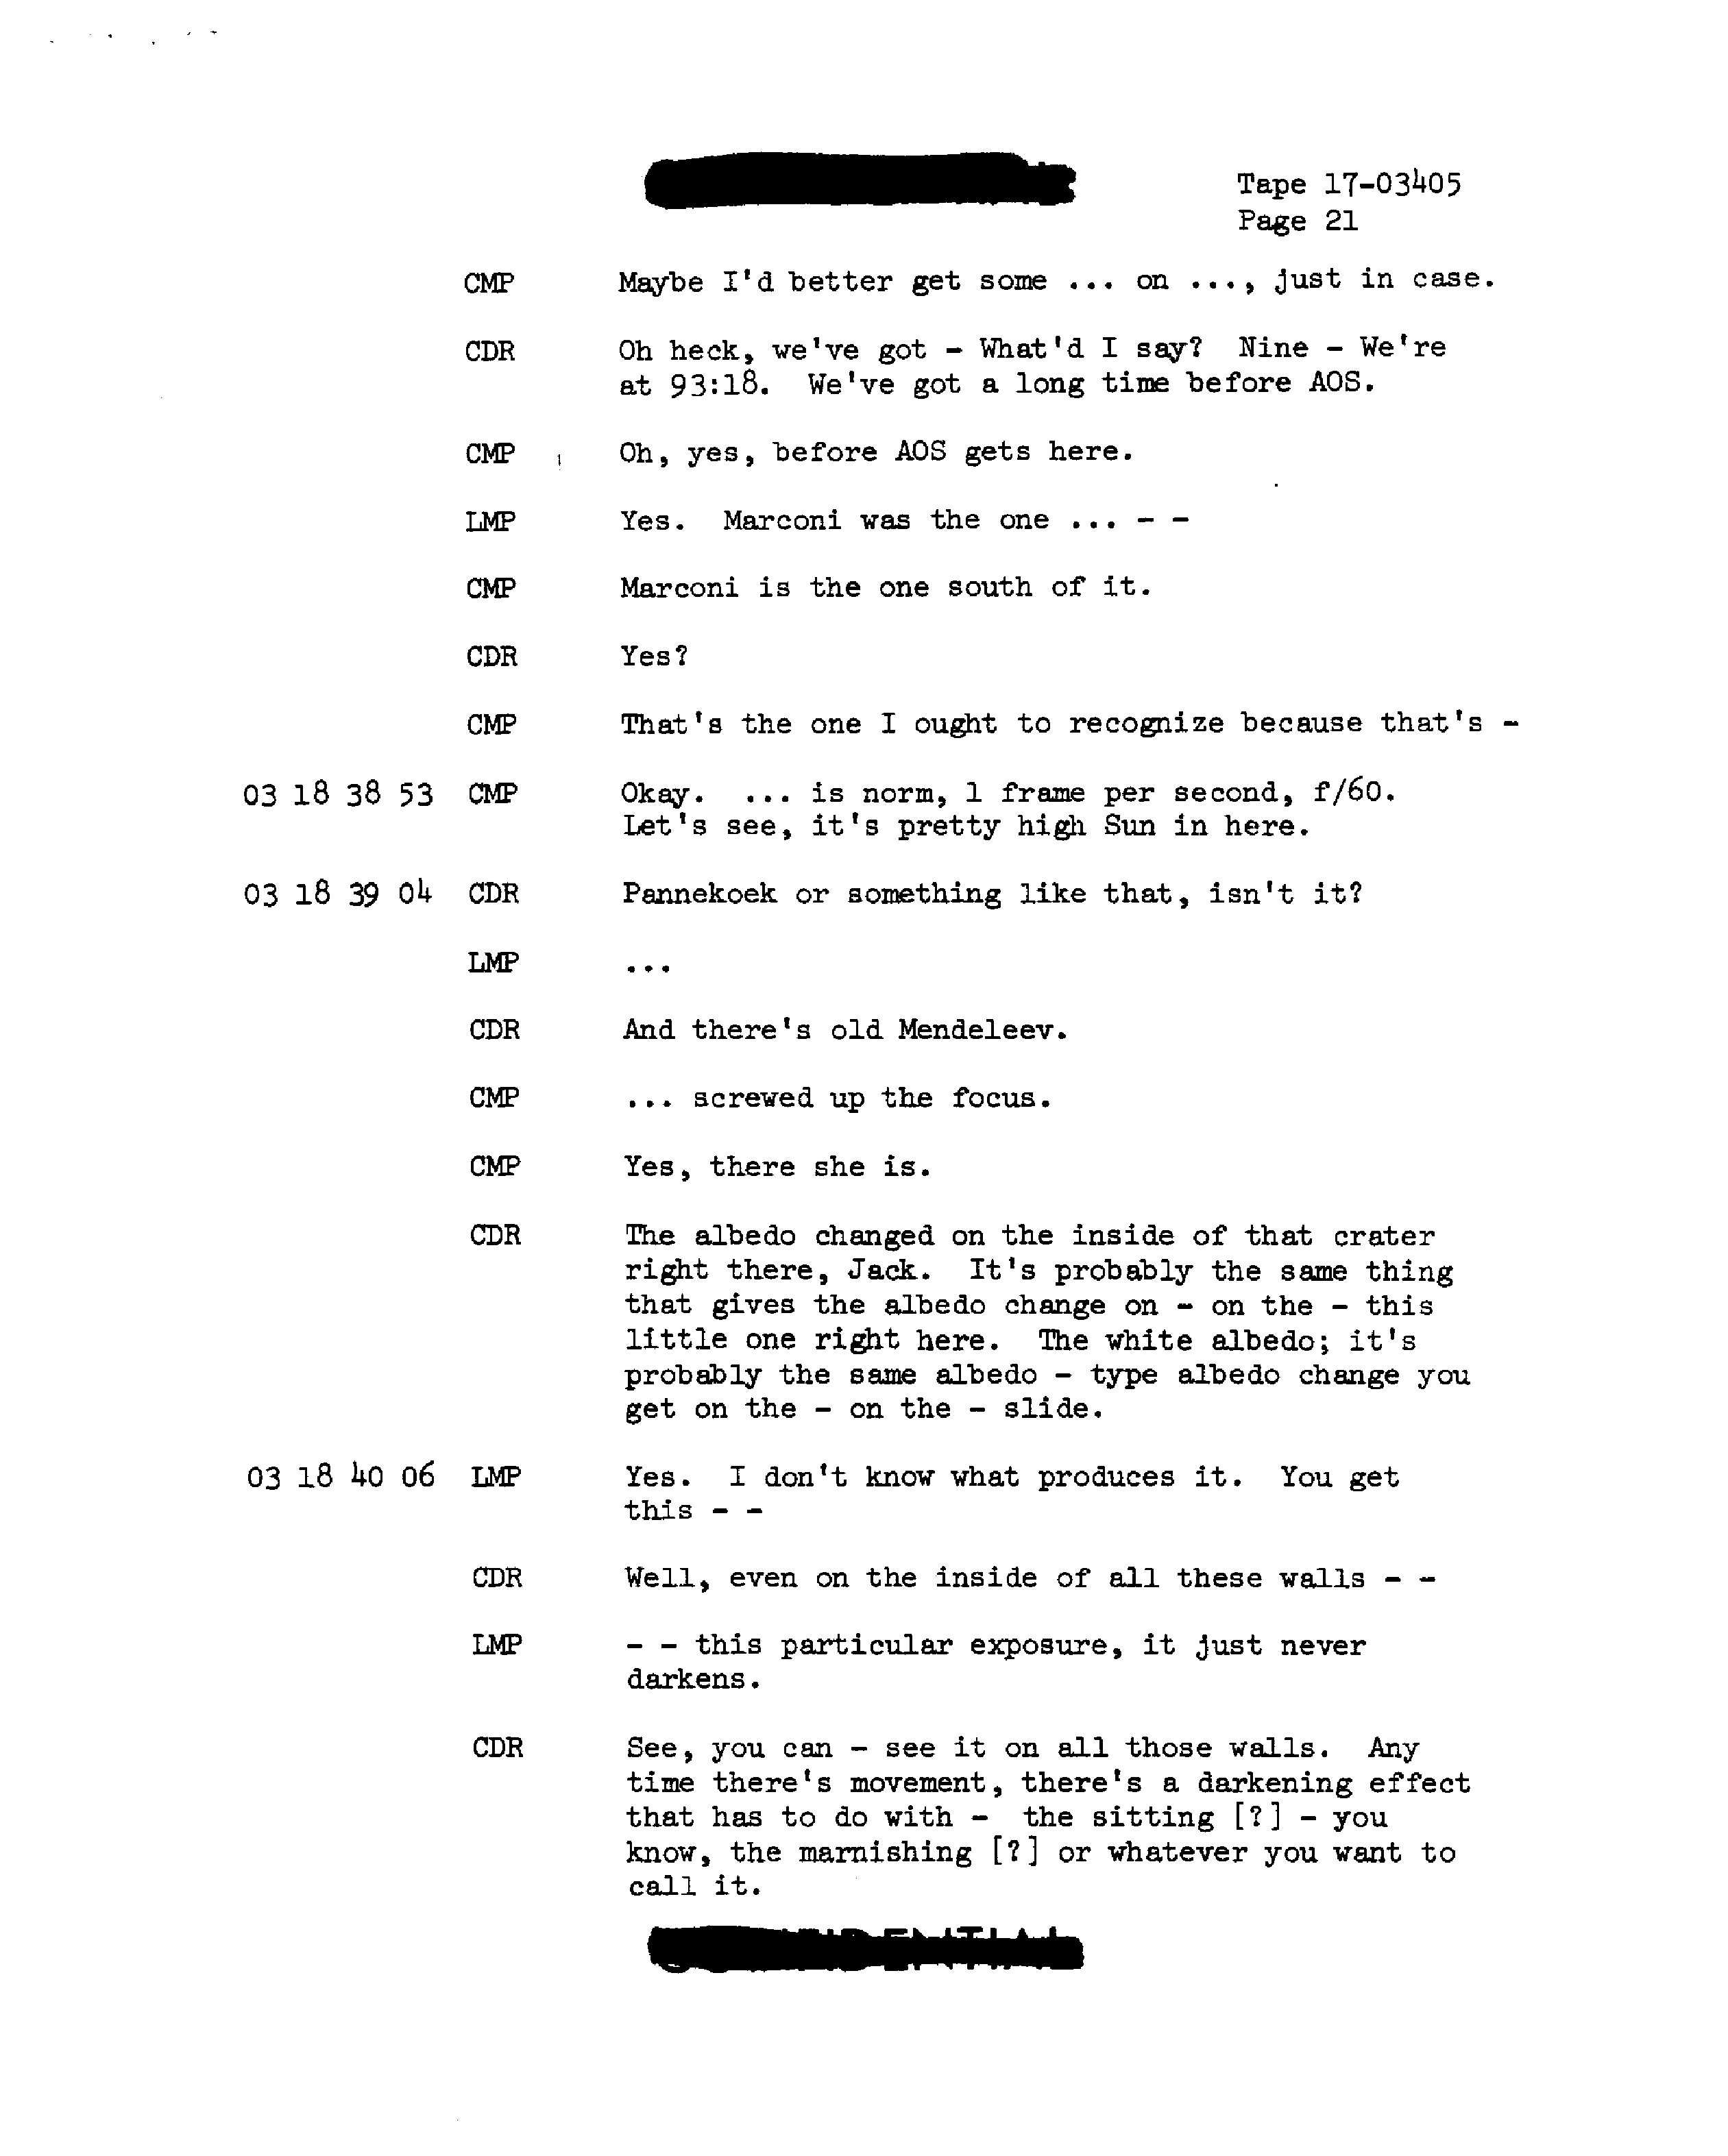 Tape 17-03405
Page 21
CMP Maybe I'd better get some ... on ..., just in case.
CDR Oh heck, we've got - What'd I say? Nine - We're
at 93:18. We've got a long time before AOS.
CMP Oh, yes, before AOS gets here.
LMP Yes. Marconi was the one ... - -
CMP Marconi is the one south of it.
CDR Yes?
CMP That's the one I ought to recognize because that's -
03 18 38 53 CMP Okay. ... is norm, 1 frame per second, f/60.
Let's see, it's pretty high Sun in here.
03 18 39 04 CDR Pannekoek or something like that, isn't it?
LMP ...
CDR And there's old Mendeleev.
CMP ... screwed up the focus.
CMP Yes, there she is.
CDR The albedo changed on the inside of that crater
right there, Jack. It's probably the same thing
that gives the albedo change on - on the - this
little one right here. The white albedo; it's
probably the same albedo - type albedo change you
get on the - on the - slide.
03 18 40 06 LMP Yes. I don't know what produces it. You get
this - -
CDR Well, even on the inside of all these walls - -
LMP - - this particular exposure, it just never
darkens.
CDR See, you can - see it on all those walls. Any
time there's movement, there's a darkening effect
that has to do with - the sitting [?] - you
know, the marnishing [?] or whatever you want to
call it.